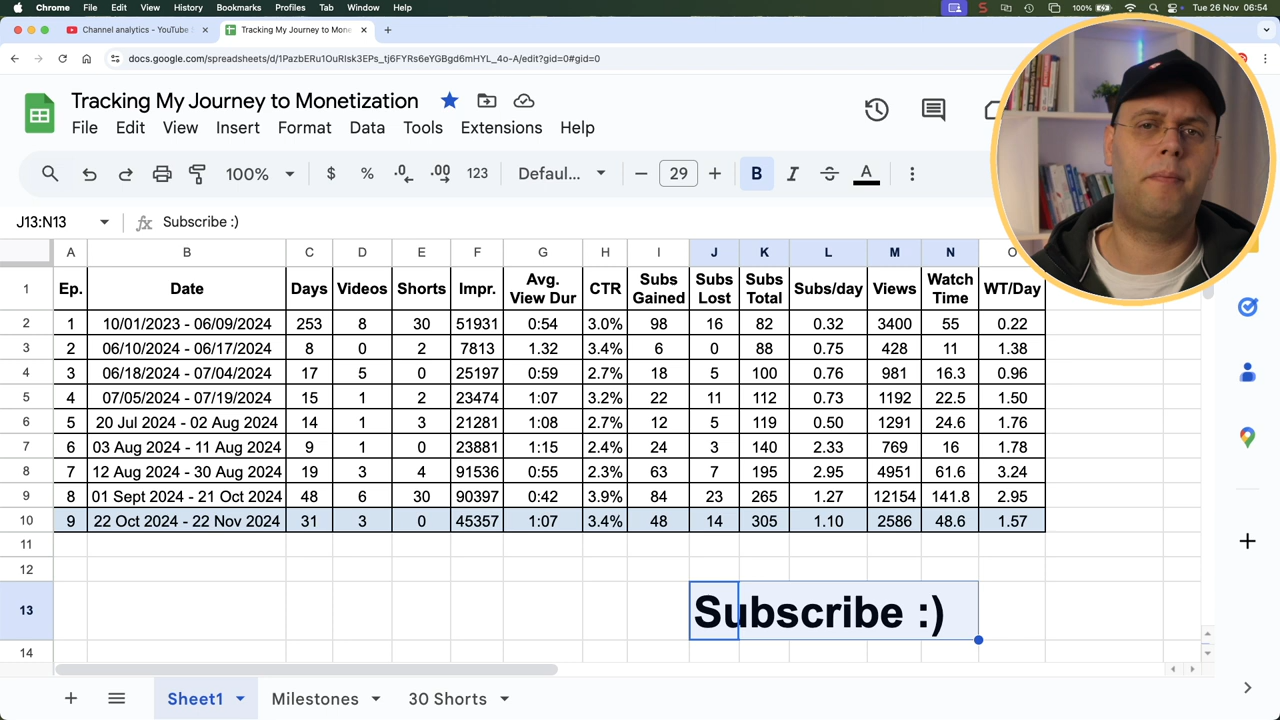 Chrome File Edit View History Bookmarks Profiles Tab Window Help 100% Tue 26 Nov 06:54
Channel analytics - YouTube Tracking My Journey to Mone
docs.google.com/spreadsheets/d/1PazbERu1OuRIsk3EPs_tj6FYRs6eYGBgd6mHYL_4o-A/edit?gid=0#gid=0
Tracking My Journey to Monetization
File Edit View Insert Format Data Tools Extensions Help
100% $ % .0 .00 123 Defaul... 29 B I A
J13:N13 fx Subscribe :)
A B C D E F G H I J K L M N O
1 Ep. Date Days Videos Shorts Impr. Avg. View Dur CTR Subs Gained Subs Lost Subs Total Subs/day Views Watch Time WT/Day
2 1 10/01/2023 - 06/09/2024 253 8 30 51931 0:54 3.0% 98 16 82 0.32 3400 55 0.22
3 2 06/10/2024 - 06/17/2024 8 0 2 7813 1.32 3.4% 6 0 88 0.75 428 11 1.38
4 3 06/18/2024 - 07/04/2024 17 5 0 25197 0:59 2.7% 18 5 100 0.76 981 16.3 0.96
5 4 07/05/2024 - 07/19/2024 15 1 2 23474 1:07 3.2% 22 11 112 0.73 1192 22.5 1.50
6 5 20 Jul 2024 - 02 Aug 2024 14 1 3 21281 1:08 2.7% 12 5 119 0.50 1291 24.6 1.76
7 6 03 Aug 2024 - 11 Aug 2024 9 1 0 23881 1:15 2.4% 24 3 140 2.33 769 16 1.78
8 7 12 Aug 2024 - 30 Aug 2024 19 3 4 91536 0:55 2.3% 63 7 195 2.95 4951 61.6 3.24
9 8 01 Sept 2024 - 21 Oct 2024 48 6 30 90397 0:42 3.9% 84 23 265 1.27 12154 141.8 2.95
10 9 22 Oct 2024 - 22 Nov 2024 31 3 0 45357 1:07 3.4% 48 14 305 1.10 2586 48.6 1.57
11
12
13 Subscribe :)
14
Sheet1 Milestones 30 Shorts